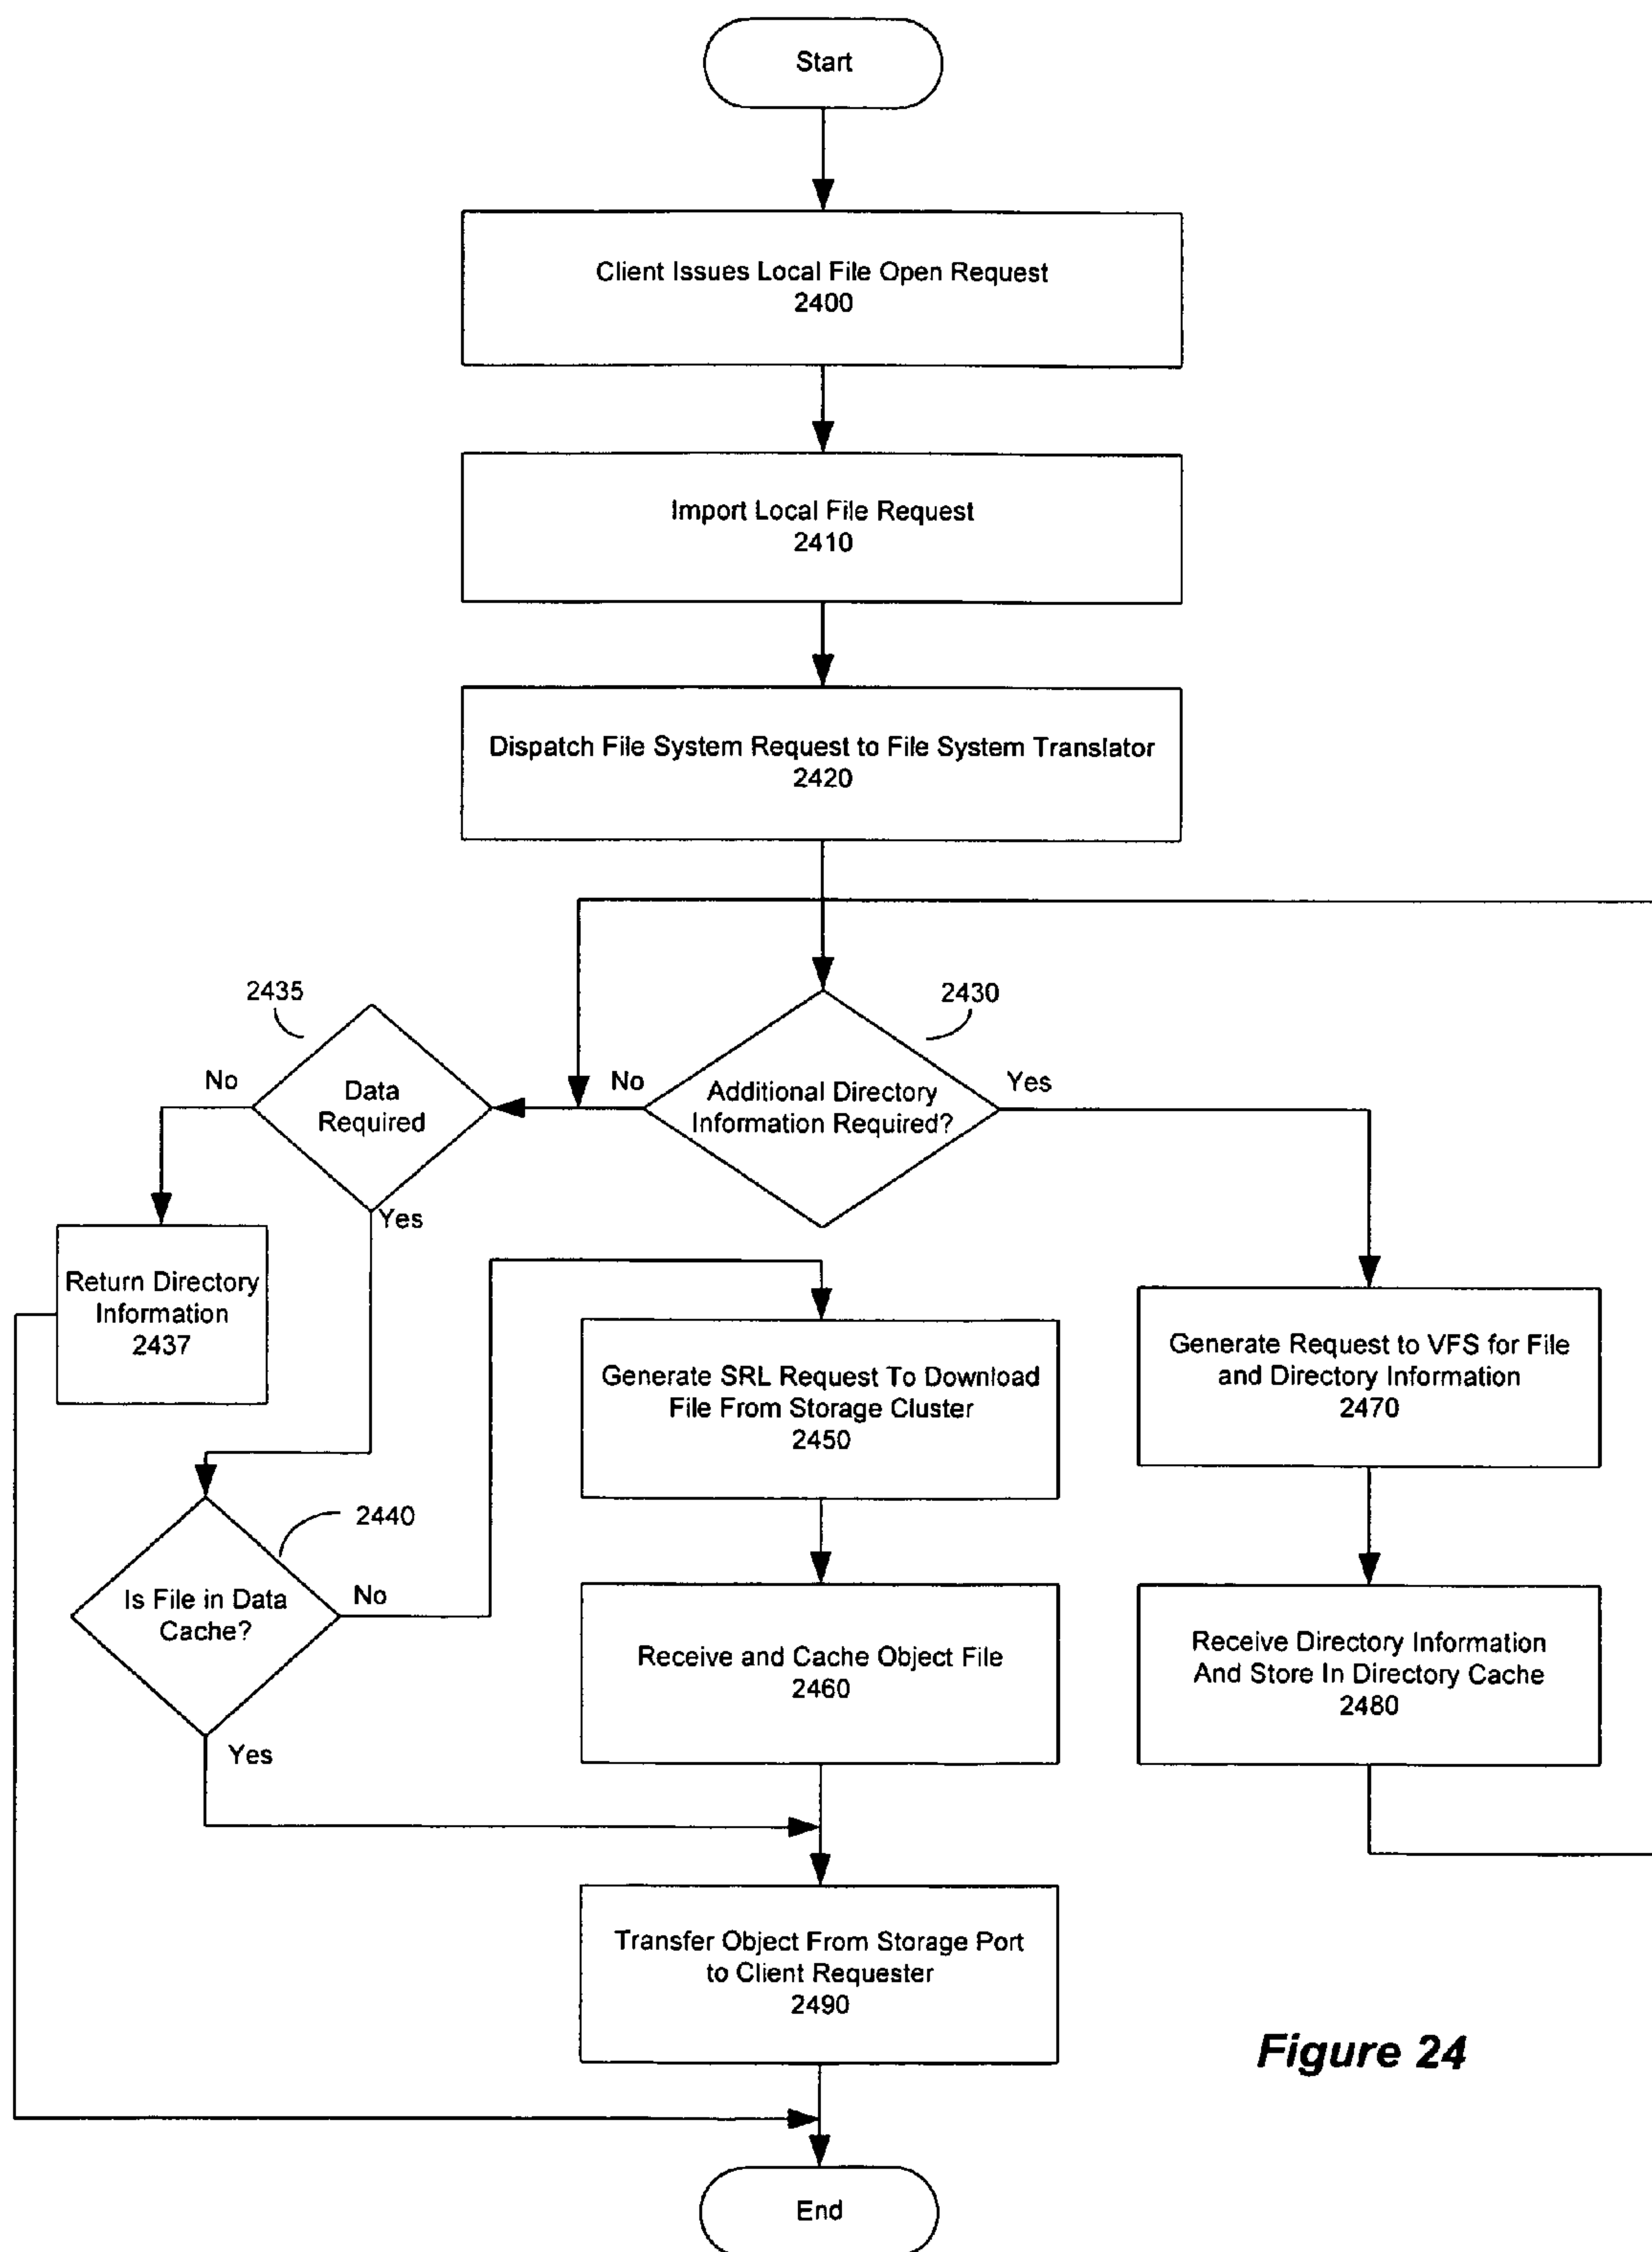 Start
Client Issues Local File Open Request
2400
Import Local File Request
2410
Dispatch File System Request to File System Translator
2420
2435
2430
No
Data
Required
No
Additional Directory
Information Required?
Yes
Yes
Return Directory
Information
2437
Generate SRL Request To Download
File From Storage Cluster
2450
Generate Request to VFS for File
and Directory Information
2470
2440
Is File in Data
Cache?
No
Yes
Receive and Cache Object File
2460
Receive Directory Information
And Store In Directory Cache
2480
Transfer Object From Storage Port
to Client Requester
2490
Figure 24
End